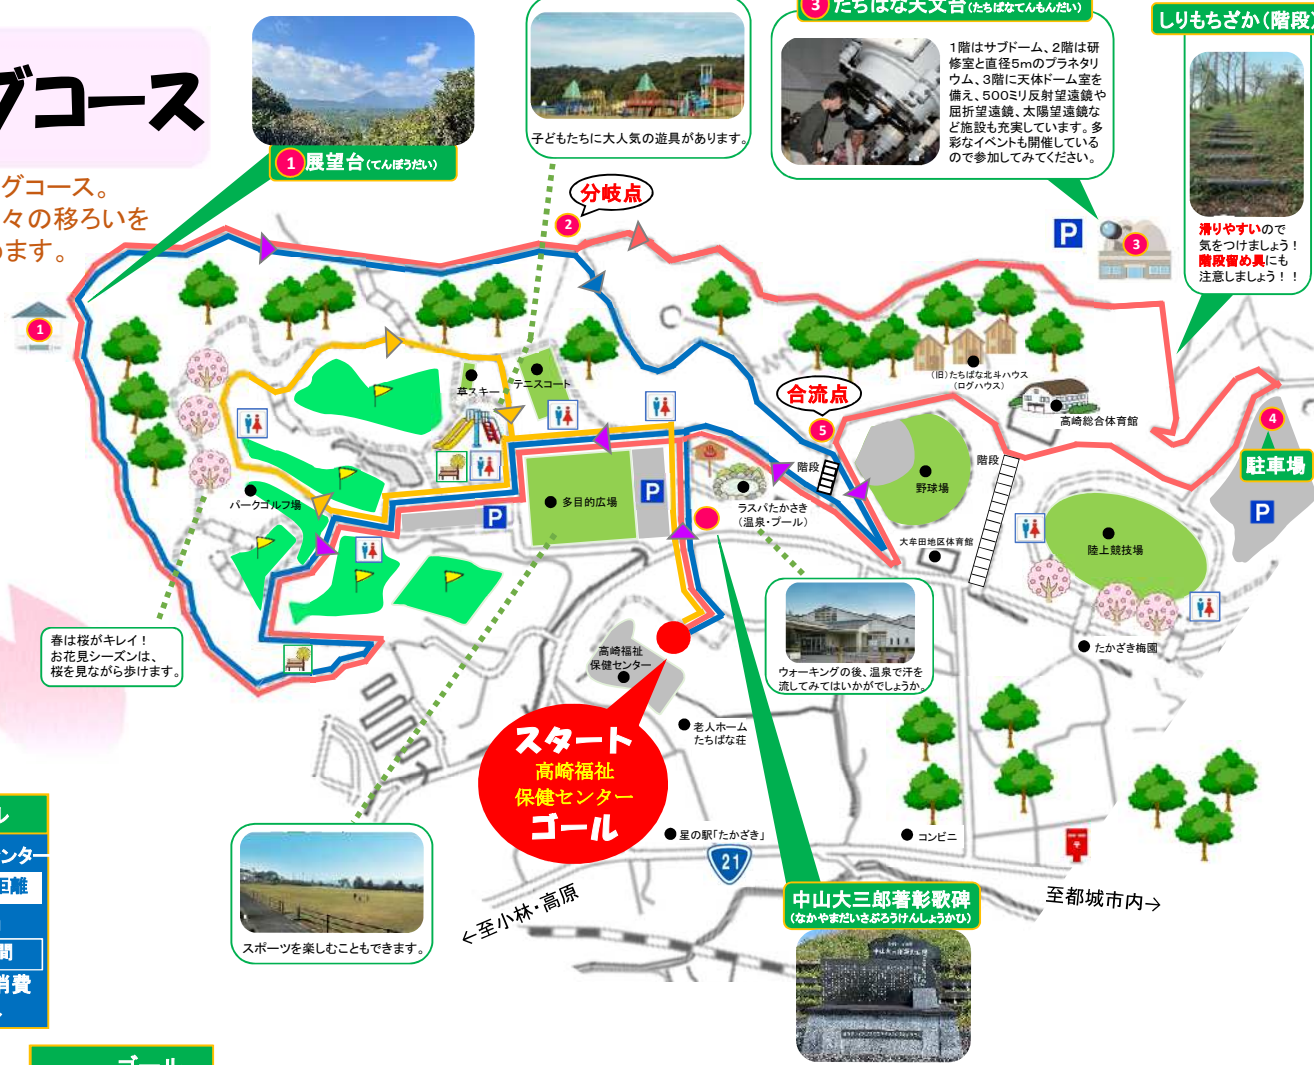 グコース
グコース。
々の移ろいを
ます。
1 展望台(てんぼうだい)
子どもたちに大人気の遊具があります。
3 たちばな天文台(たちばなてんもんだい)
1階はサブドーム、2階は研
修室と直径5mのプラネタリ
ウム、3階に天体ドーム室を
備え、500ミリ反射望遠鏡や
屈折望遠鏡、太陽望遠鏡な
ど施設も充実しています。多
彩なイベントも開催している
ので参加してみてください。
しりもちざか(階段)
滑りやすいので
気をつけましょう!
階段留め具にも
注意しましょう!!
分岐点
2
P
3
1
草スキー
テニスコート
(旧)たちばな北斗ハウス
(ログハウス)
高崎総合体育館
合流点
5
4
駐車場
P
階段
階段
野球場
パークゴルフ場
P
多目的広場
P
ラスパたかさき
(温泉・プール)
大牟田地区体育館
陸上競技場
たかざき梅園
春は桜がキレイ!
お花見シーズンは、
桜を見ながら歩けます。
高崎福祉
保健センター
ウォーキングの後、温泉で汗を
流してみてはいかがでしょうか。
老人ホーム
たちばな荘
スタート
高崎福祉
保健センター
ゴール
星の駅「たかざき」
21
コンビニ
〒
スポーツを楽しむこともできます。
←至小林・高原
至都城市内→
中山大三郎著彰歌碑
(なかやまだいさぶろうけんしょうかひ)
ル
ンター
距離
間
消費
ゴール